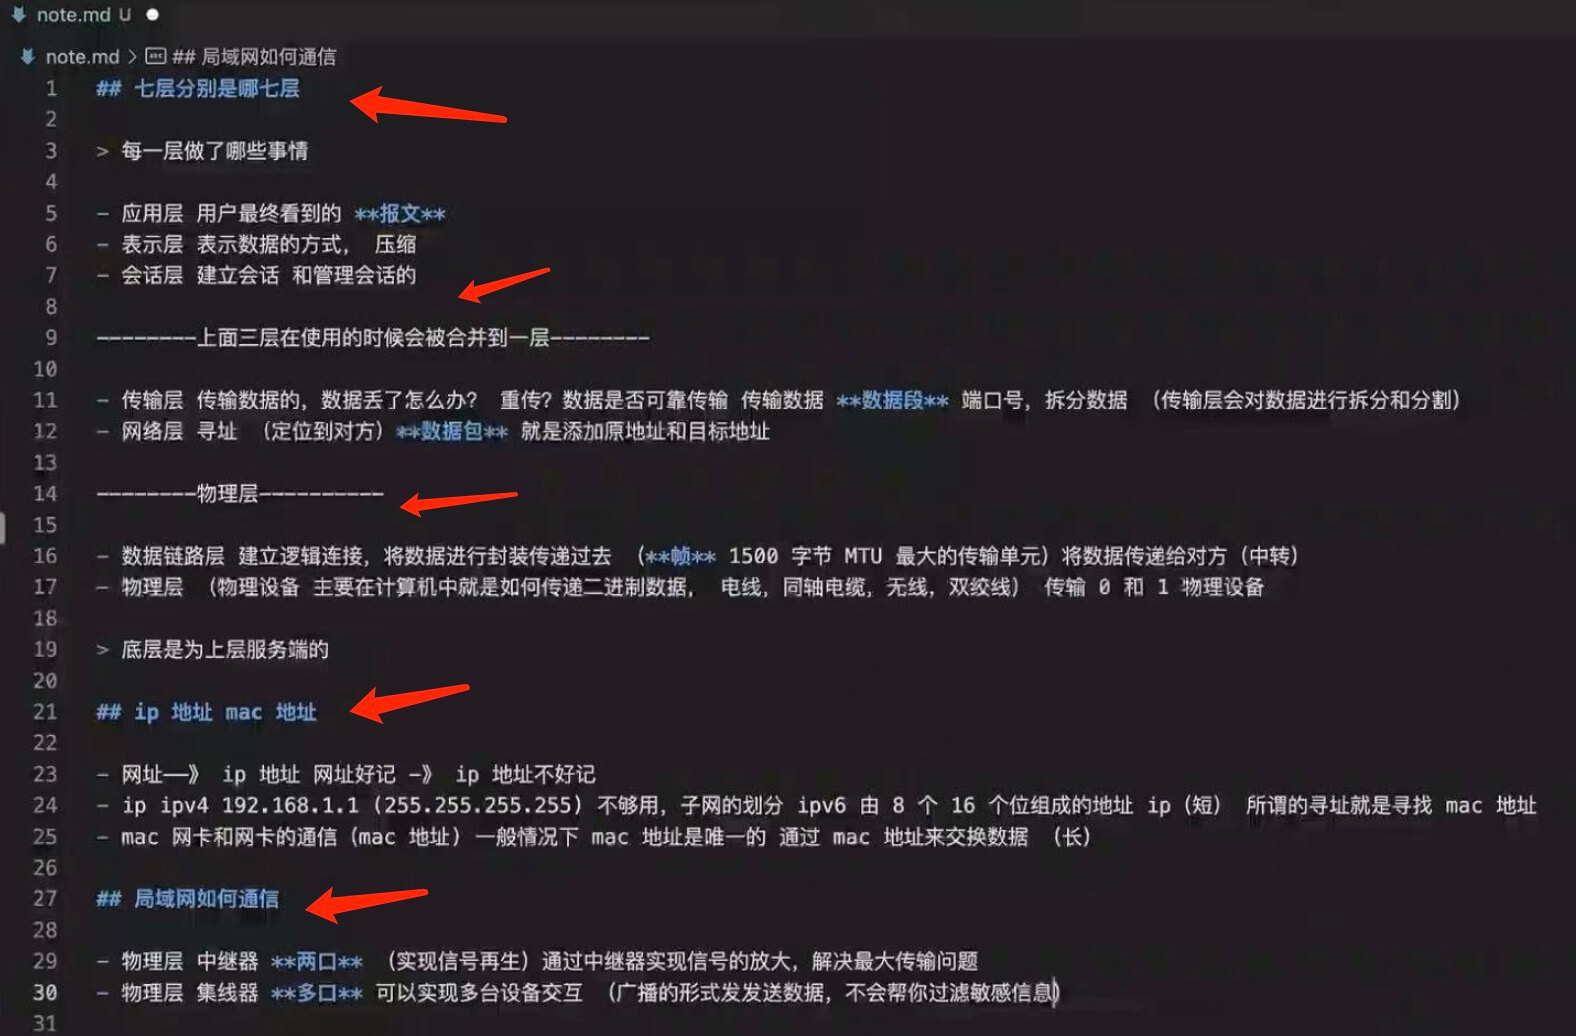 note.md U
note.md > ## 局域网如何通信
1 ## 七层分别是哪七层
2
3 > 每一层做了哪些事情
4
5 - 应用层 用户最终看到的 **报文**
6 - 表示层 表示数据的方式， 压缩
7 - 会话层 建立会话 和管理会话的
8
9 --------上面三层在使用的时候会被合并到一层--------
10
11 - 传输层 传输数据的，数据丢了怎么办？ 重传？数据是否可靠传输 传输数据 **数据段** 端口号，拆分数据 （传输层会对数据进行拆分和分割）
12 - 网络层 寻址 （定位到对方）**数据包** 就是添加原地址和目标地址
13
14 --------物理层----------
15
16 - 数据链路层 建立逻辑连接，将数据进行封装传递过去 （**帧** 1500 字节 MTU 最大的传输单元）将数据传递给对方（中转）
17 - 物理层 （物理设备 主要在计算机中就是如何传递二进制数据， 电线，同轴电缆，无线，双绞线） 传输 0 和 1 物理设备
18
19 > 底层是为上层服务端的
20
21 ## ip 地址 mac 地址
22
23 - 网址——》 ip 地址 网址好记 -》 ip 地址不好记
24 - ip ipv4 192.168.1.1 (255.255.255.255) 不够用，子网的划分 ipv6 由 8 个 16 个位组成的地址 ip（短） 所谓的寻址就是寻找 mac 地址
25 - mac 网卡和网卡的通信（mac 地址）一般情况下 mac 地址是唯一的 通过 mac 地址来交换数据 （长）
26
27 ## 局域网如何通信
28
29 - 物理层 中继器 **两口** （实现信号再生）通过中继器实现信号的放大，解决最大传输问题
30 - 物理层 集线器 **多口** 可以实现多台设备交互 （广播的形式发发送数据，不会帮你过滤敏感信息）
31